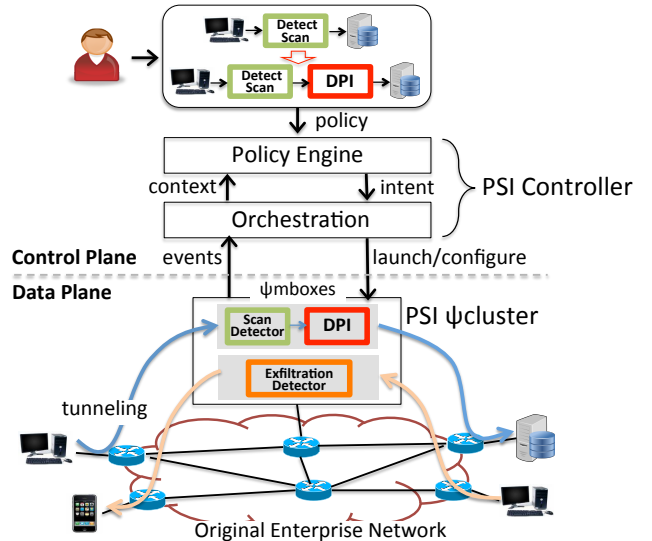 Detect
Scan
Detect
Scan
DPI
policy
Policy Engine
context
intent
PSI Controller
Orchestration
Control Plane
events
launch/configure
Data Plane
ψmboxes
PSI ψcluster
Scan
Detector
DPI
Exfiltration
Detector
tunneling
Original Enterprise Network